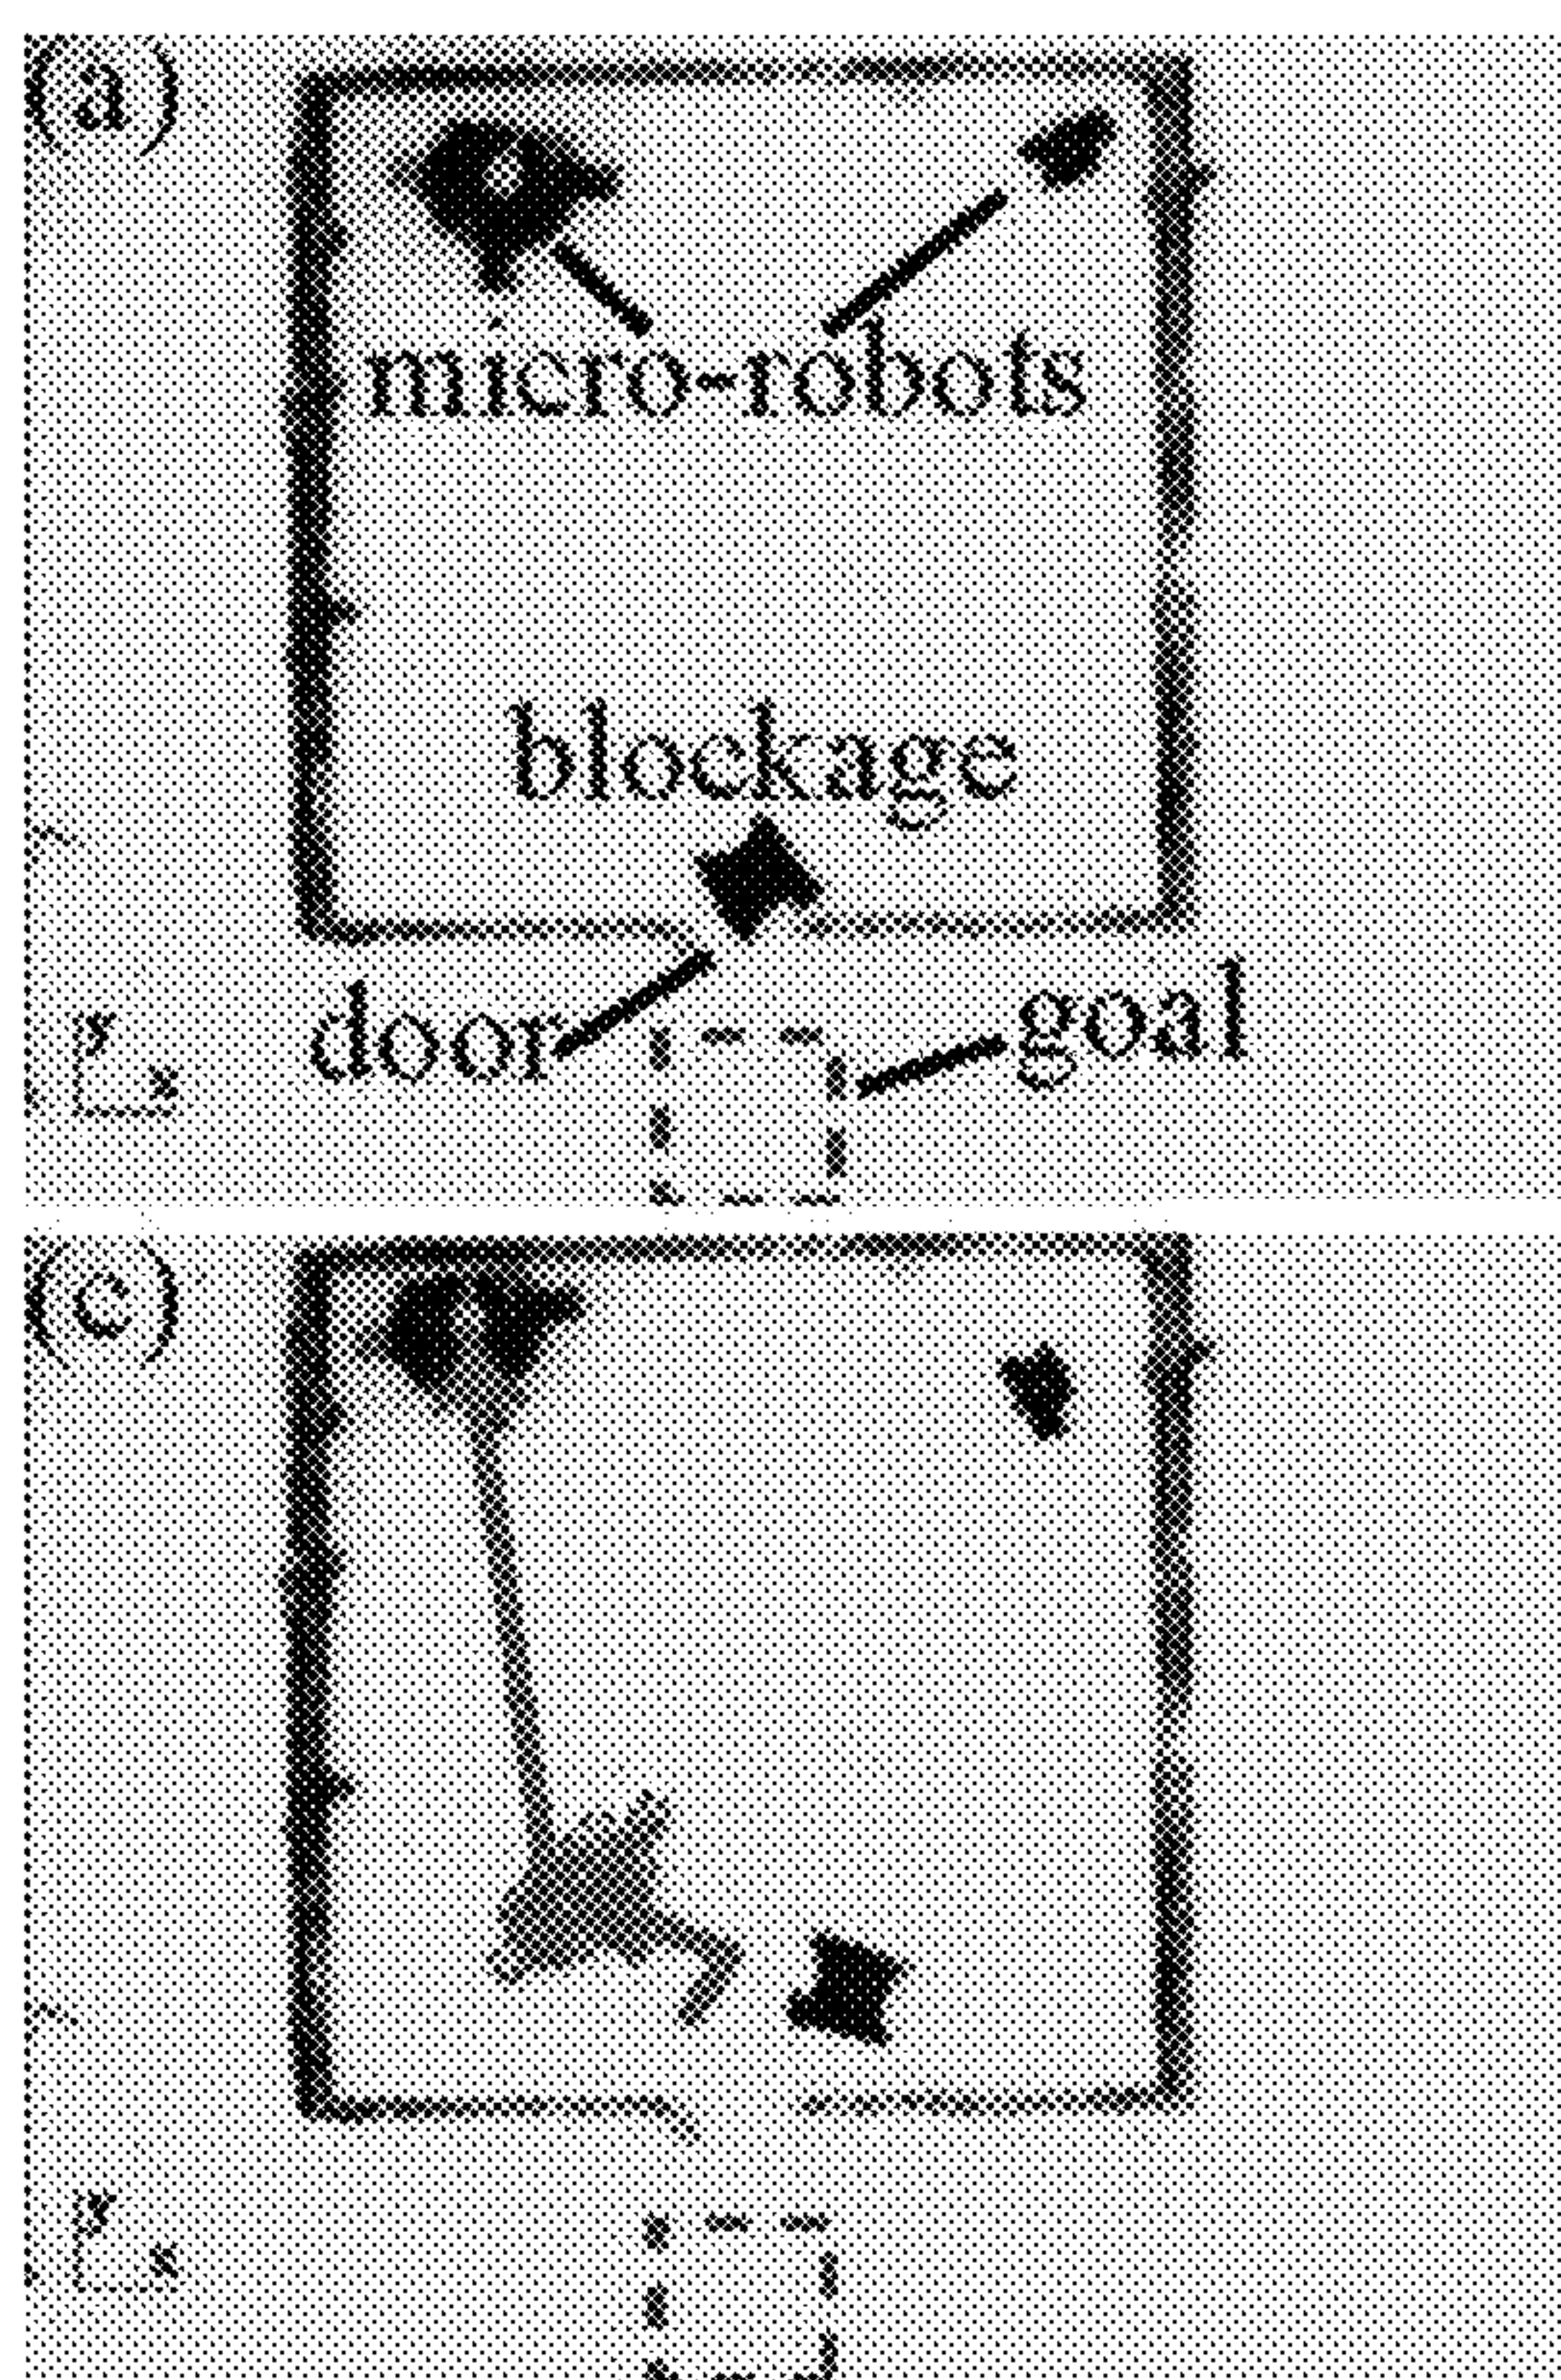 (a)
micro-robots
blockage
door
goal
y
x
(c)
y
x